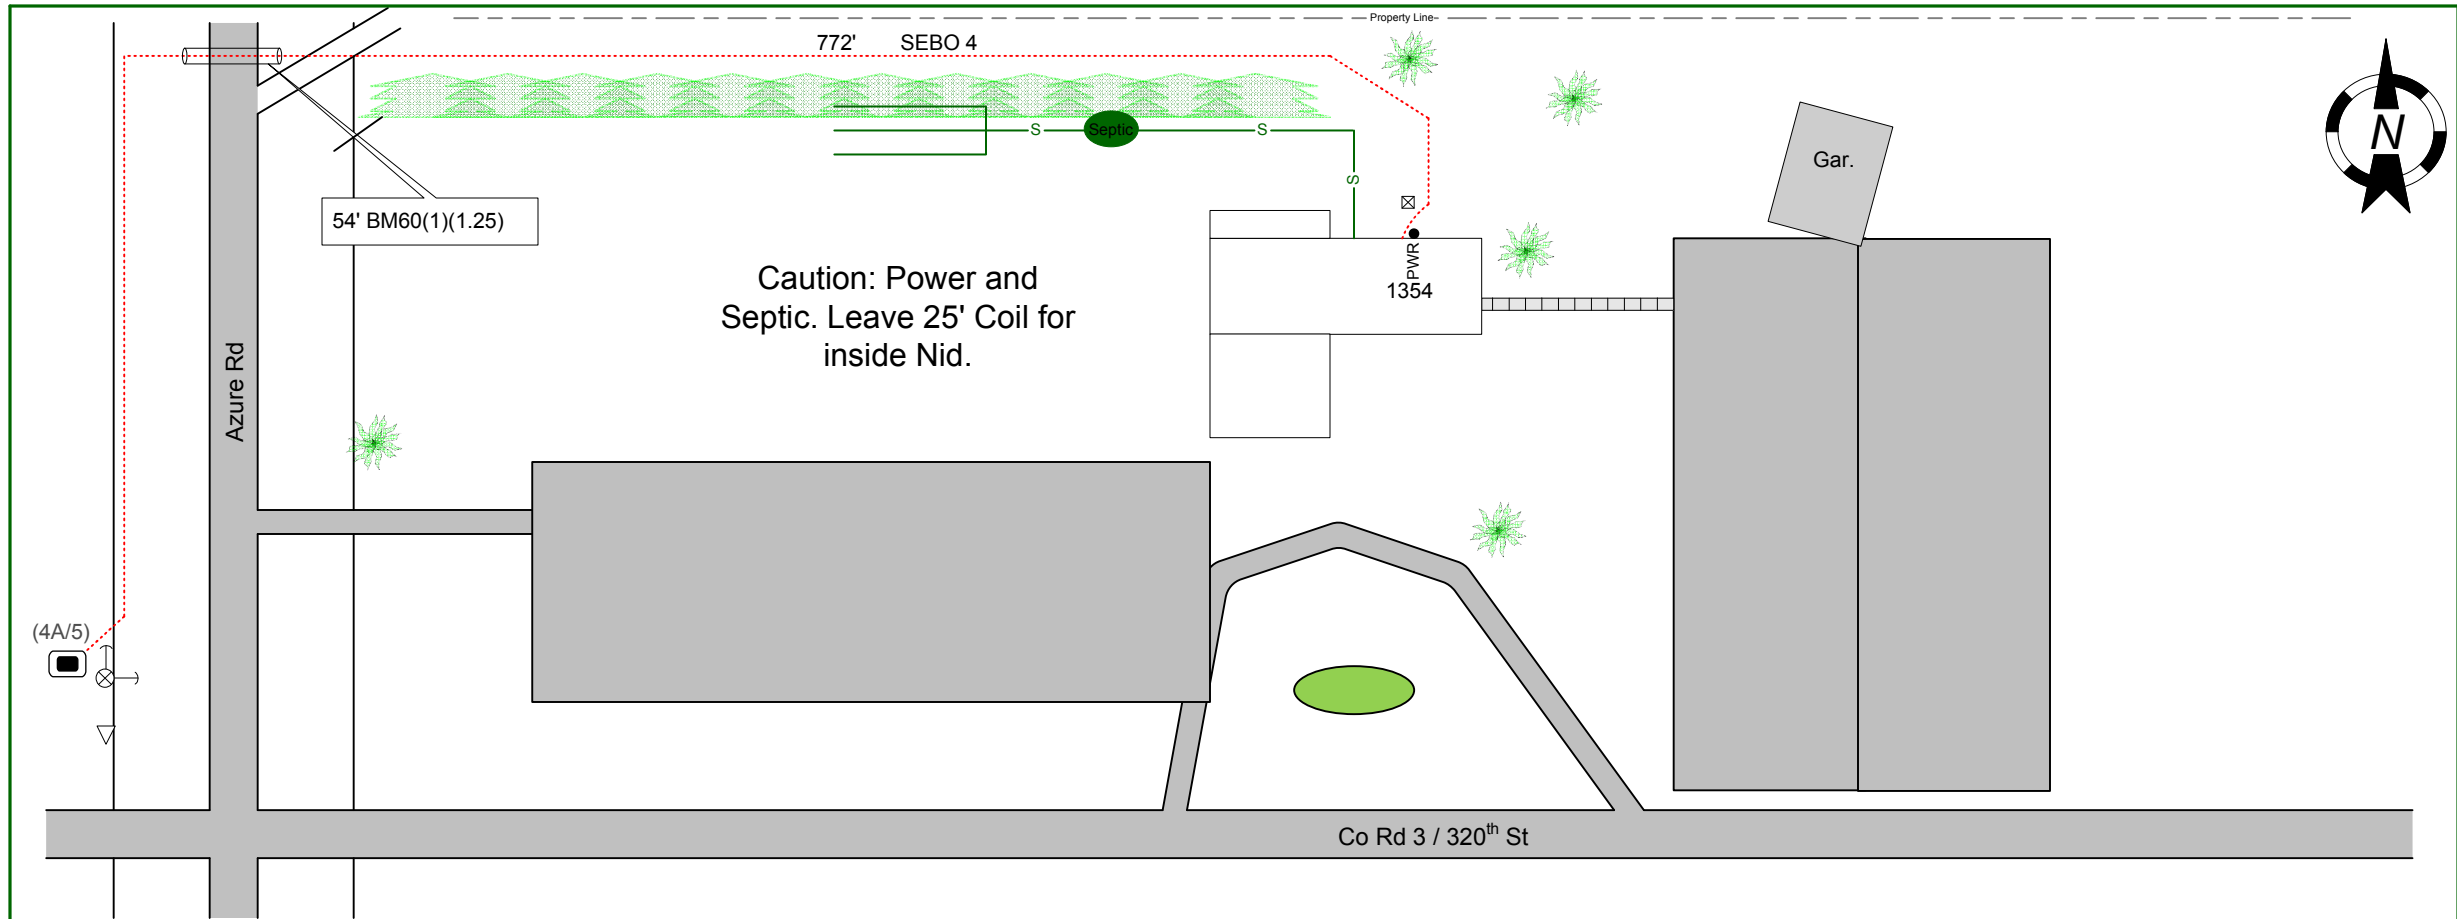 Property Line
772' SEBO 4
N
Gar.
S
Septic
S
S
54' BM60(1)(1.25)
PWR
1354
Caution: Power and
Septic. Leave 25' Coil for
inside Nid.
Azure Rd
(4A/5)
Co Rd 3 / 320th St